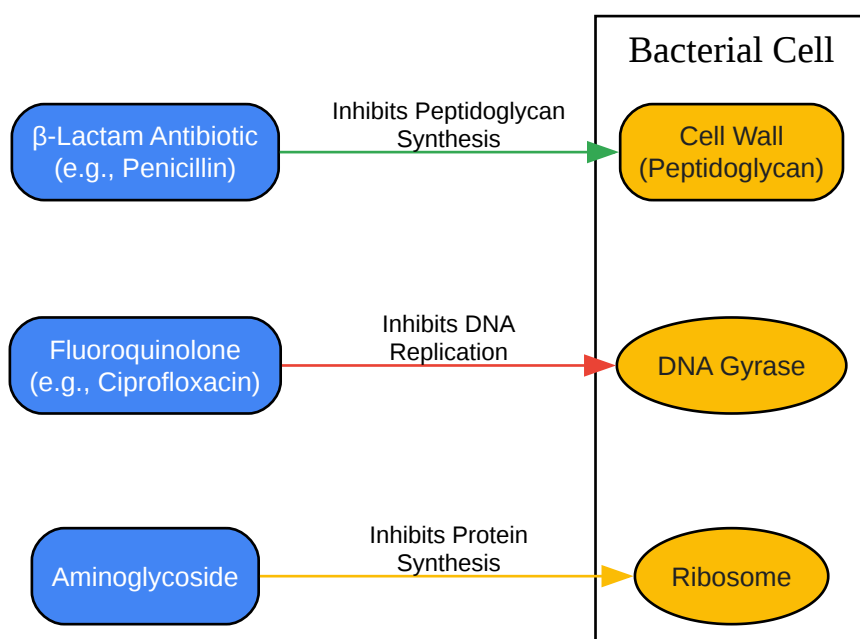 Bacterial Cell
β-Lactam Antibiotic
(e.g., Penicillin)
Inhibits Peptidoglycan
Synthesis
Cell Wall
(Peptidoglycan)
Fluoroquinolone
(e.g., Ciprofloxacin)
Inhibits DNA
Replication
DNA Gyrase
Aminoglycoside
Inhibits Protein
Synthesis
Ribosome